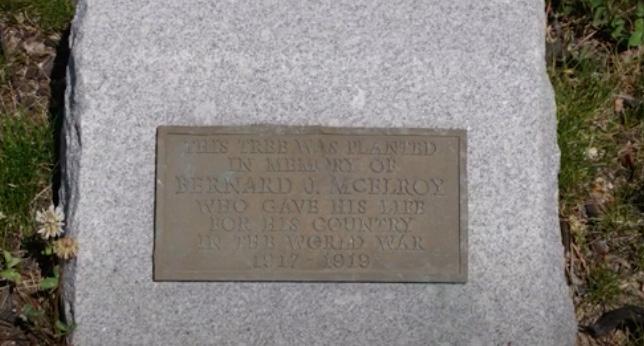 THIS TREE WAS PLANTED
IN MEMORY OF
BERNARD J. MCELROY
WHO GAVE HIS LIFE
FOR HIS COUNTRY
IN THE WORLD WAR
1917 - 1919